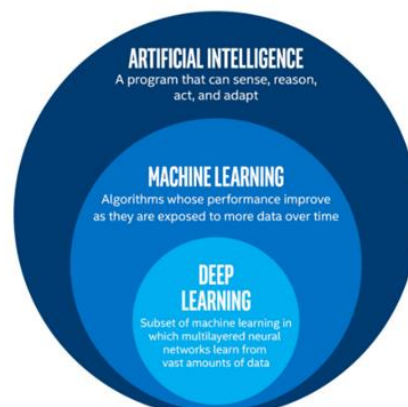 ARTIFICIAL INTELLIGENCE
A program that can sense, reason,
act, and adapt
MACHINE LEARNING
Algorithms whose performance improve
as they are exposed to more data over time
DEEP
LEARNING
Subset of machine learning in
which multilayered neural
networks learn from
vast amounts of data